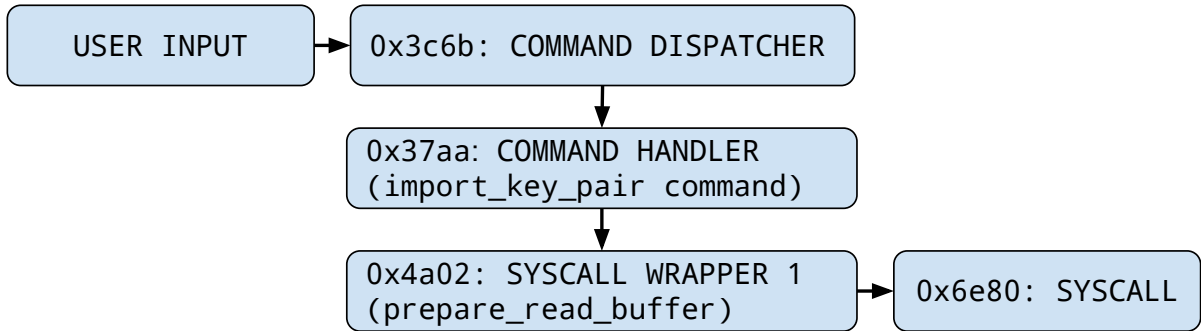 USER INPUT
0x3c6b: COMMAND DISPATCHER
0x37aa: COMMAND HANDLER
(import_key_pair command)
0x4a02: SYSCALL WRAPPER 1
(prepare_read_buffer)
0x6e80: SYSCALL